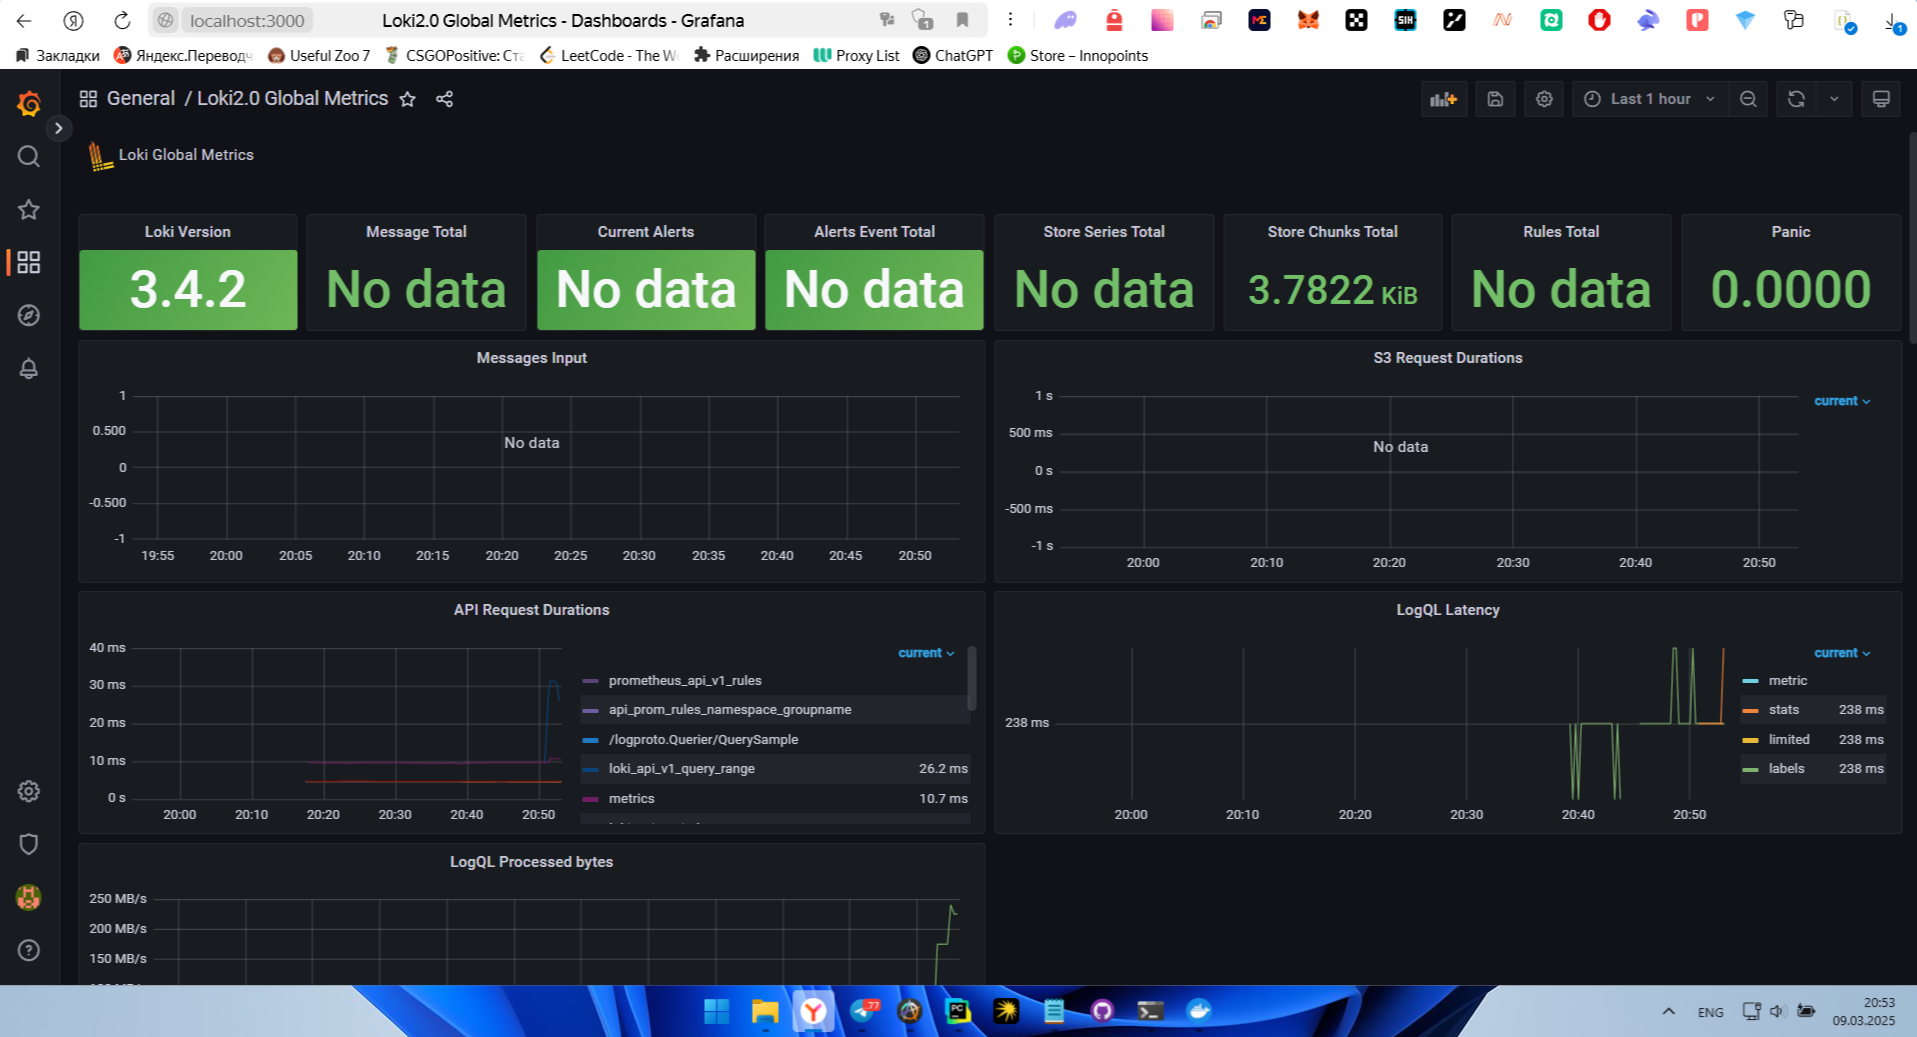 localhost:3000
Loki2.0 Global Metrics - Dashboards - Grafana
Закладки
Яндекс.Переводч
Useful Zoo 7
CSGOPositive: Ста
LeetCode - The W
Расширения
Proxy List
ChatGPT
Store – Innopoints
General / Loki2.0 Global Metrics
Last 1 hour
Loki Global Metrics
Loki Version
3.4.2
Message Total
No data
Current Alerts
No data
Alerts Event Total
No data
Store Series Total
No data
Store Chunks Total
3.7822 KiB
Rules Total
No data
Panic
0.0000
Messages Input
1
0.500
0
-0.500
-1
No data
19:55 20:00 20:05 20:10 20:15 20:20 20:25 20:30 20:35 20:40 20:45 20:50
S3 Request Durations
1 s
500 ms
0 s
-500 ms
-1 s
No data
20:00 20:10 20:20 20:30 20:40 20:50
current
API Request Durations
40 ms
30 ms
20 ms
10 ms
0 s
20:00 20:10 20:20 20:30 20:40 20:50
current
prometheus_api_v1_rules
api_prom_rules_namespace_groupname
/logproto.Querier/QuerySample
loki_api_v1_query_range 26.2 ms
metrics 10.7 ms
LogQL Latency
238 ms
20:00 20:10 20:20 20:30 20:40 20:50
current
metric
stats 238 ms
limited 238 ms
labels 238 ms
LogQL Processed bytes
250 MB/s
200 MB/s
150 MB/s
77
ENG
20:53
09.03.2025